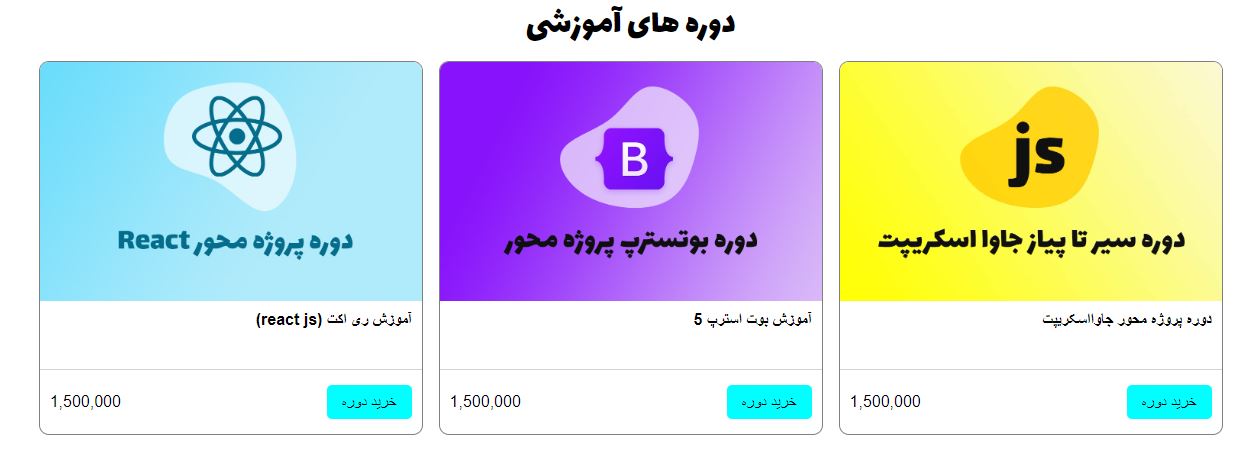 دوره های آموزشی
js
دوره سیر تا پیاز جاوا اسکریپت
دوره پروژه محور جاوااسکریپت
خرید دوره
1,500,000
B
دوره بوتسترپ پروژه محور
آموزش بوت استرپ 5
خرید دوره
1,500,000
دوره پروژه محور React
آموزش ری اکت (react js)
خرید دوره
1,500,000